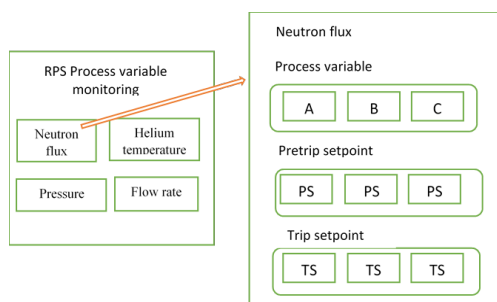 RPS Process variable
monitoring
Neutron
flux
Helium
temperature
Pressure
Flow rate
Neutron flux
Process variable
A B C
Pretrip setpoint
PS PS PS
Trip setpoint
TS TS TS